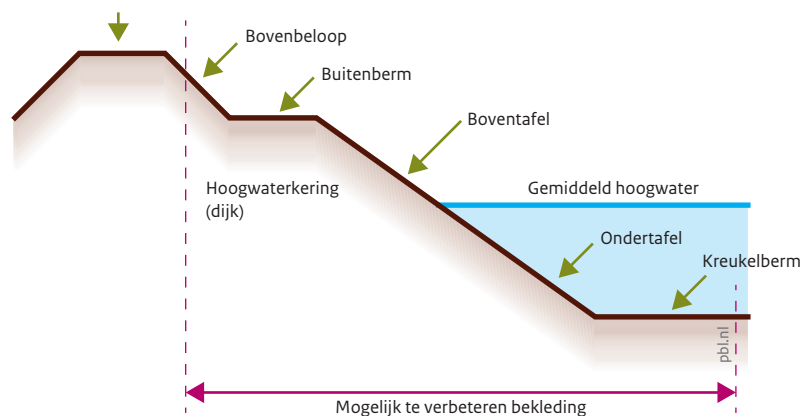 Bovenbeloop
Buitenberm
Boventafel
Hoogwaterkering
(dijk)
Gemiddeld hoogwater
Ondertafel
Kreukelberm
pbl.nl
Mogelijk te verbeteren bekleding